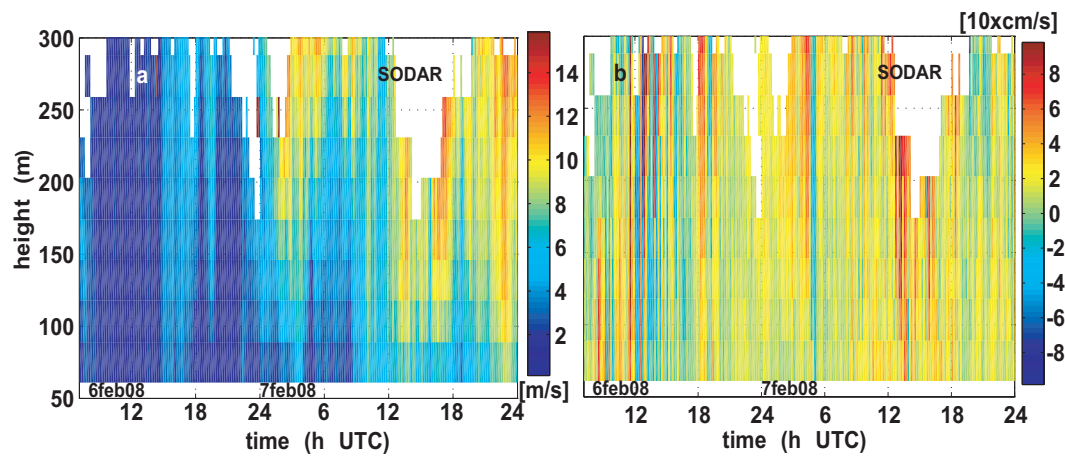 [10xcm/s]
300
250
200
150
100
50
height (m)
a
SODAR
6feb08
7feb08
12
18
24
6
12
18
24
time (h UTC)
14
12
10
8
6
4
2
[m/s]
b
SODAR
6feb08
7feb08
12
18
24
6
12
18
24
time (h UTC)
8
6
4
2
0
-2
-4
-6
-8